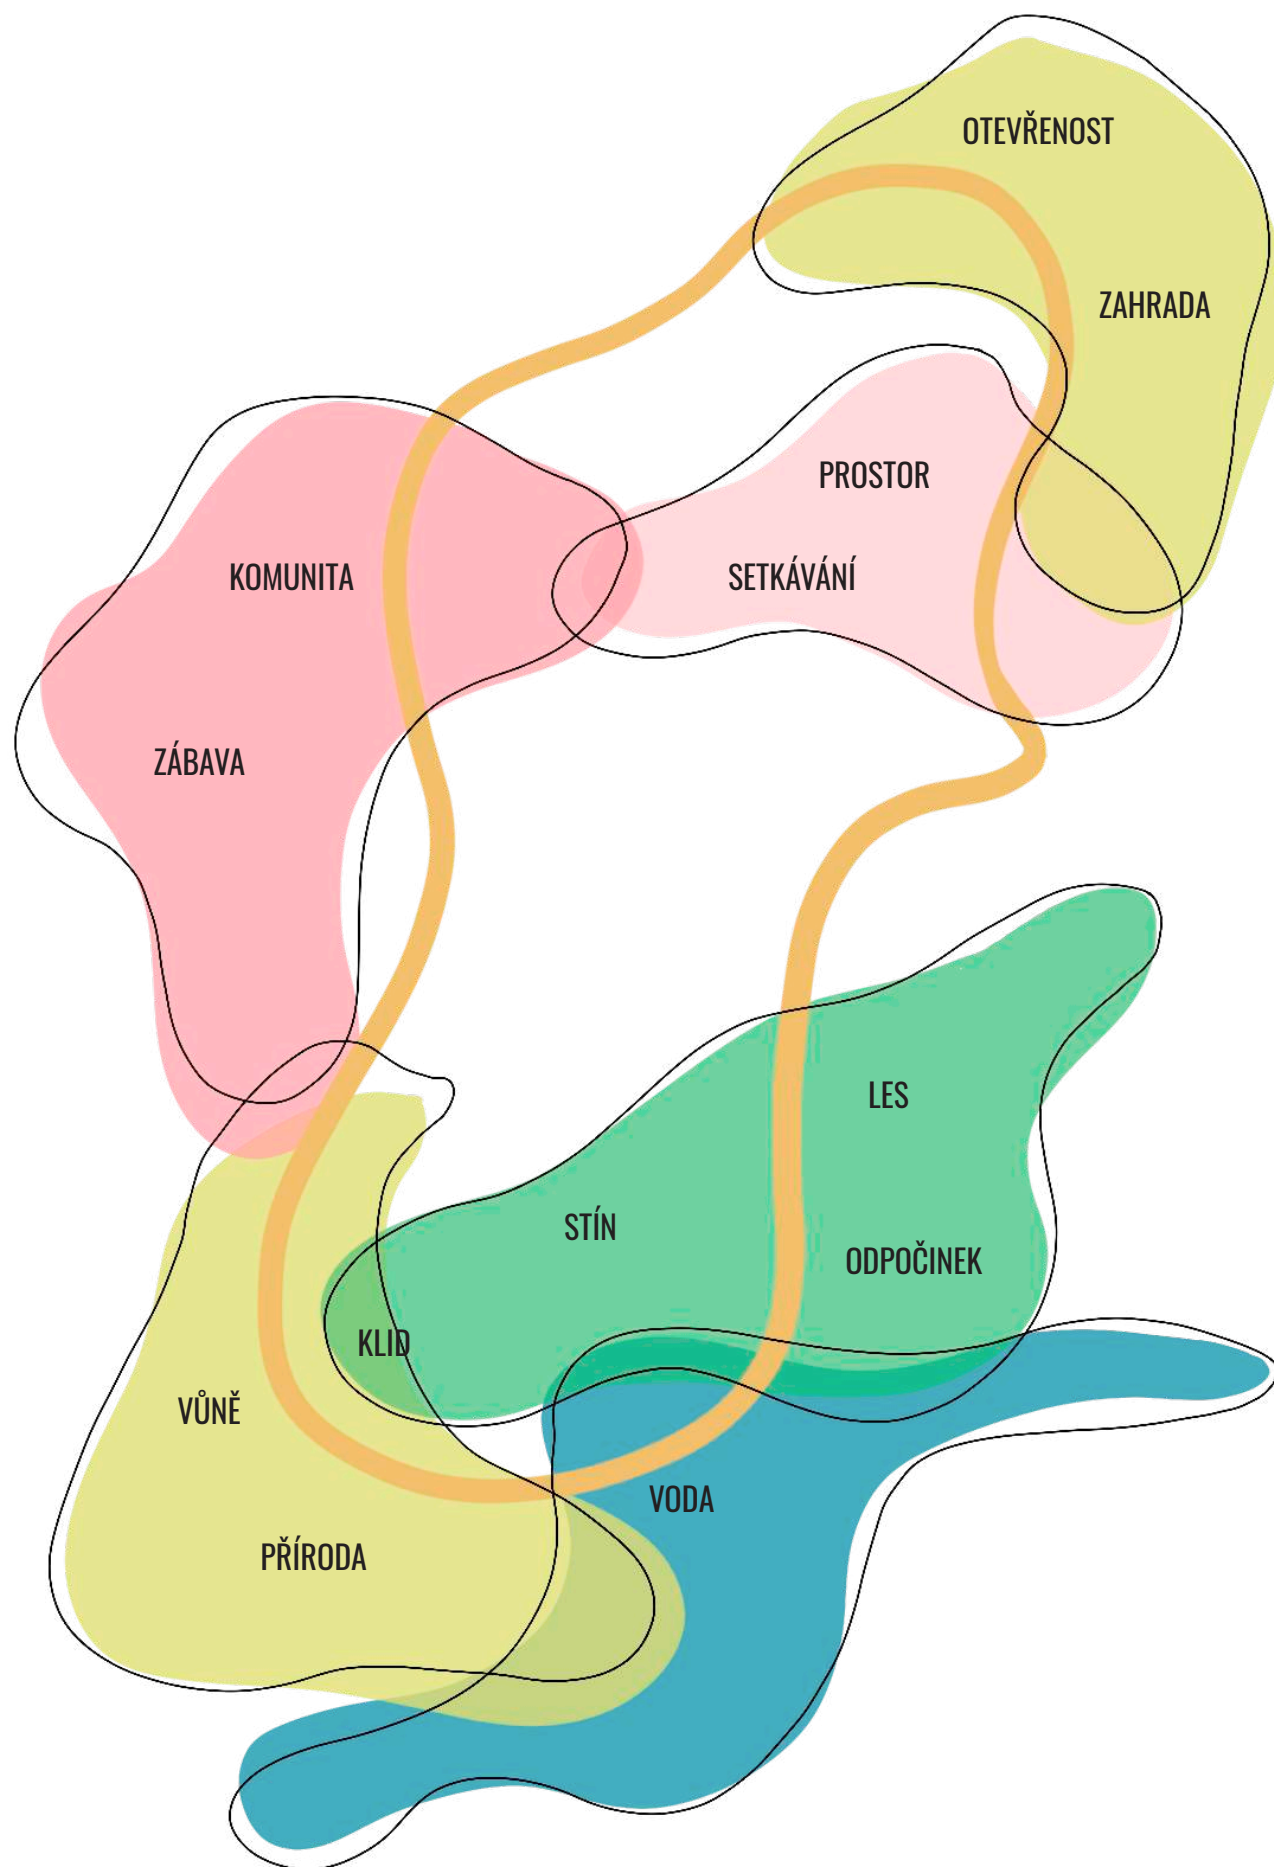 OTEVŘENOST
ZAHRADA
PROSTOR
KOMUNITA
SETKÁVÁNÍ
ZÁBAVA
LES
STÍN
ODPOČINEK
KLID
VŮNĚ
VODA
PŘÍRODA